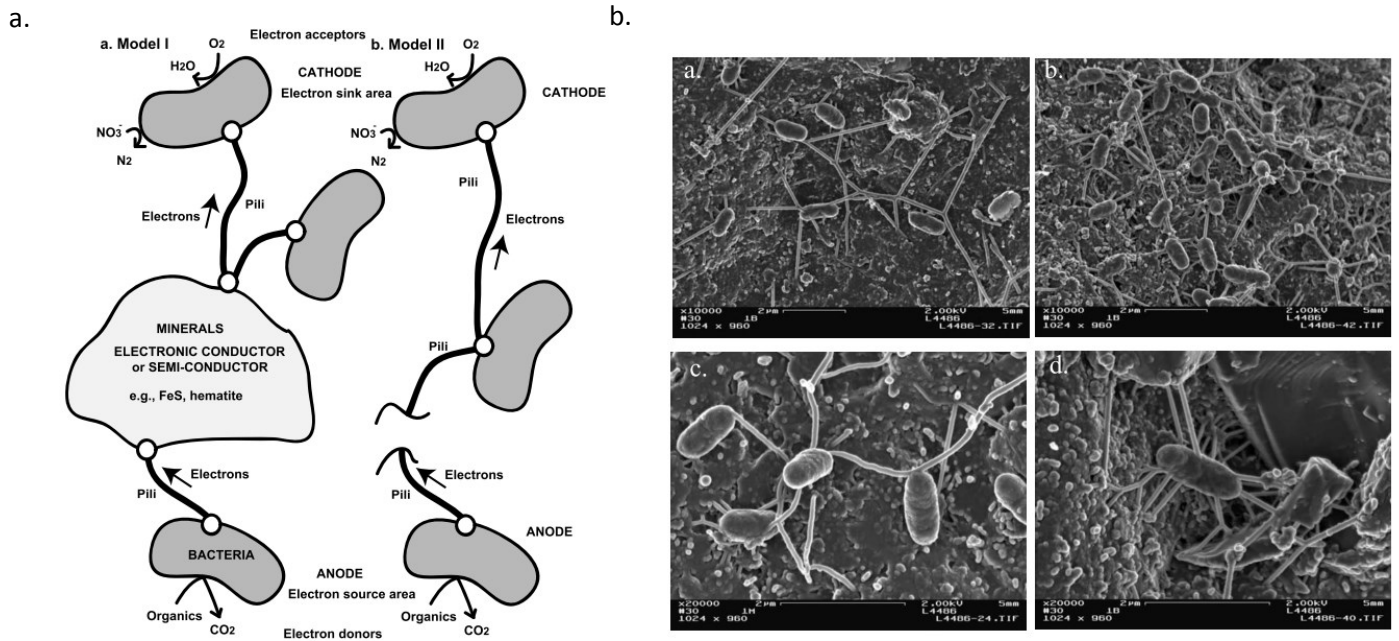 a.
a. Model I
O2
Electron acceptors
b. Model II
O2
H2O
CATHODE
Electron sink area
H2O
CATHODE
NO3-
N2
NO3-
N2
Pili
Electrons
Pili
Electrons
MINERALS
ELECTRONIC CONDUCTOR
or SEMI-CONDUCTOR
e.g., FeS, hematite
Pili
Electrons
Pili
Electrons
Pili
BACTERIA
ANODE
ANODE
Electron source area
Organics
CO2
Organics
CO2
Electron donors
b.
a.
x10000 2μm 2.00kV 5mm
#30 1B L4486
1024 x 960 L4486-32.TIF
b.
x10000 2μm 2.00kV 5mm
#30 1B L4486
1024 x 960 L4486-42.TIF
c.
x20000 2μm 2.00kV 5mm
#30 1M L4486
1024 x 960 L4486-24.TIF
d.
x20000 2μm 2.00kV 5mm
#30 1B L4486
1024 x 960 L4486-40.TIF